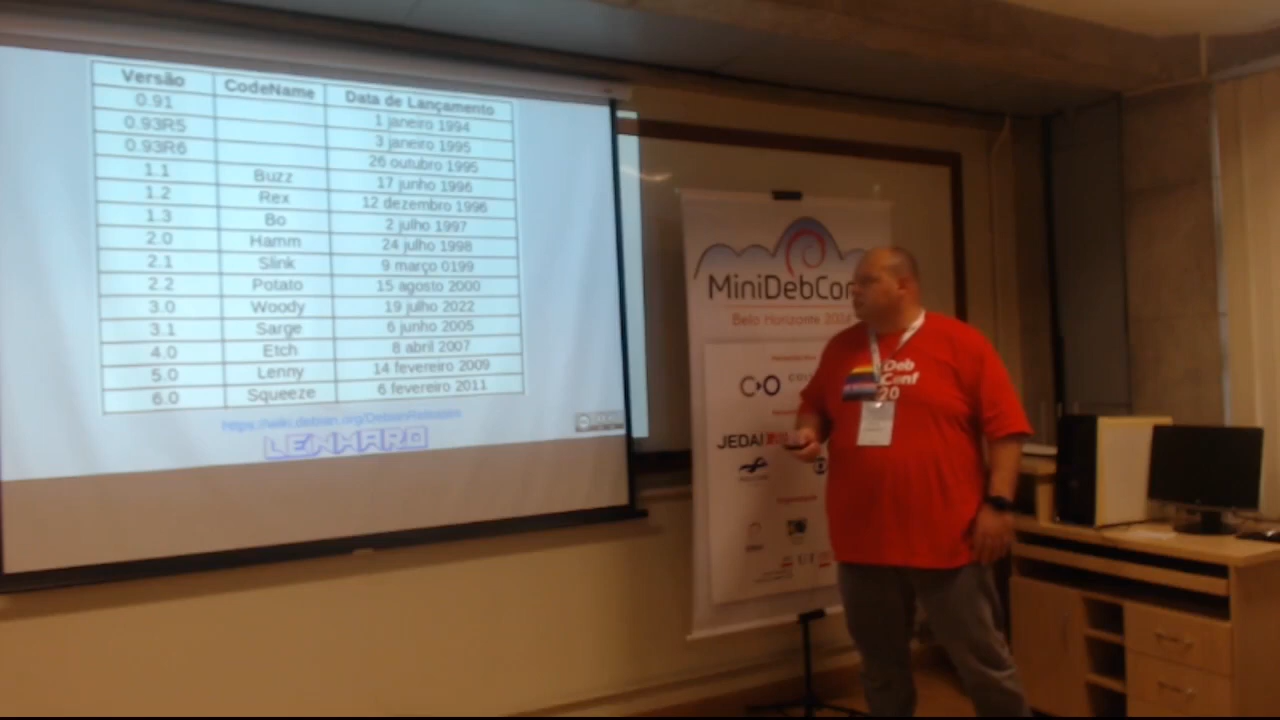 Versão CodeName Data de Lançamento
0.91 1 janeiro 1994
0.93R5 3 janeiro 1995
0.93R6 26 outubro 1995
1.1 Buzz 17 junho 1996
1.2 Rex 12 dezembro 1996
1.3 Bo 2 julho 1997
2.0 Hamm 24 julho 1998
2.1 Slink 9 março 0199
2.2 Potato 15 agosto 2000
3.0 Woody 19 julho 2022
3.1 Sarge 6 junho 2005
4.0 Etch 8 abril 2007
5.0 Lenny 14 fevereiro 2009
6.0 Squeeze 6 fevereiro 2011
https://wiki.debian.org/DebianReleases
LENHARO
MiniDebCon
Belo Horizonte
JEDAI
Deb
Conf
20